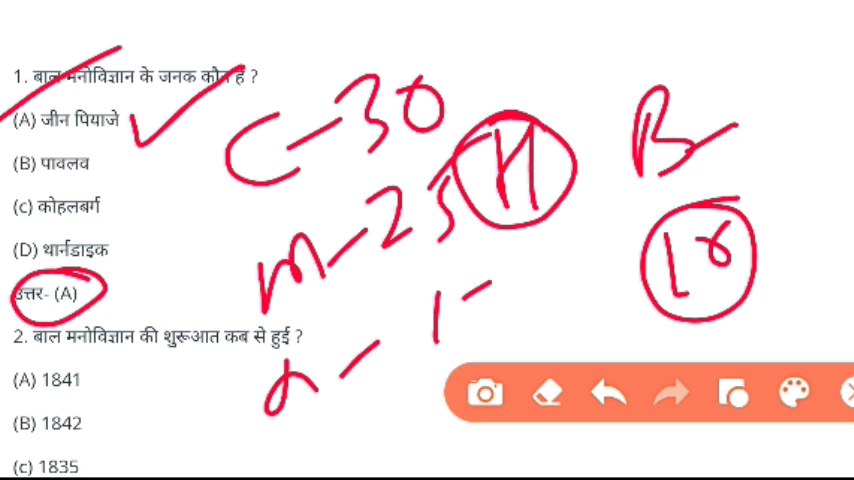 1. बाल मनोविज्ञान के जनक कौन है ?
(A) जीन पियाजे
(B) पावलव
(c) कोहलबर्ग
(D) थार्नडाइक
उत्तर- (A)
C - 30
H
B -
m - 25
18
2. बाल मनोविज्ञान की शुरूआत कब से हुई ?
(A) 1841
(B) 1842
(c) 1835